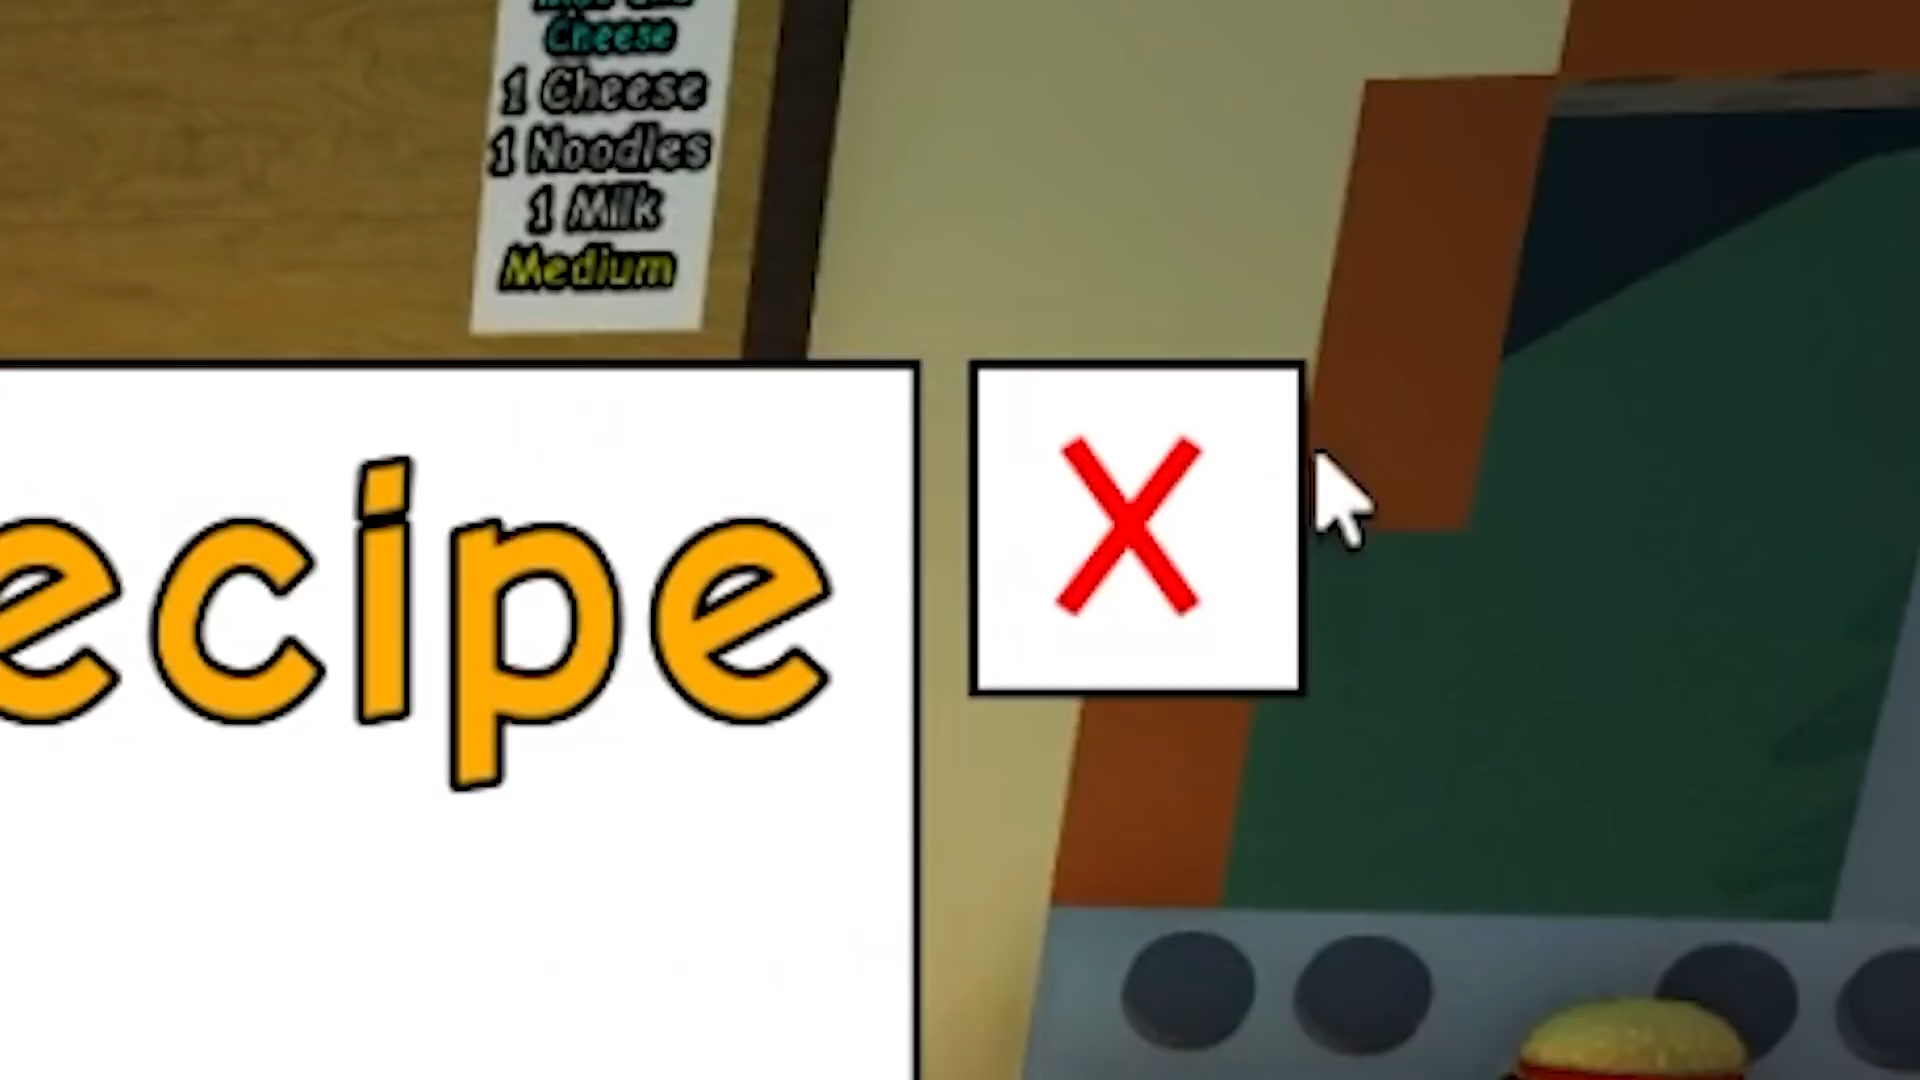 Cheese
1 Cheese
1 Noodles
1 Milk
Medium
ecipe
X